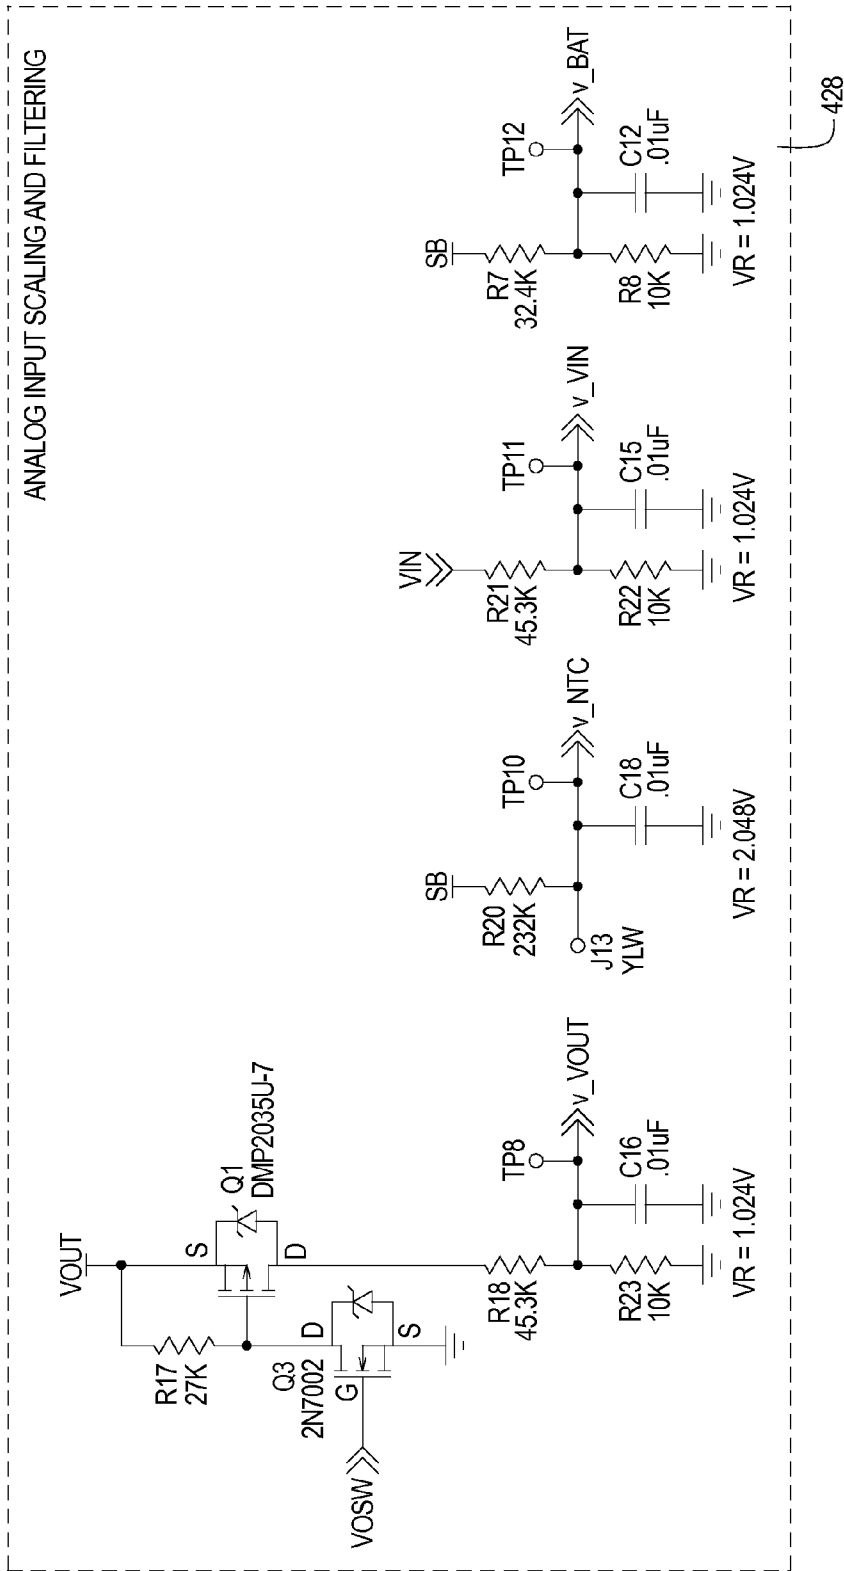 ANALOG INPUT SCALING AND FILTERING
VOUT
R17
27K
S
D
Q1
DMP2035U-7
Q3
2N7002
D
G
S
VOSW
R18
45.3K
R23
10K
TP8
v_VOUT
C16
.01uF
VR = 1.024V
SB
R20
232K
J13
YLW
TP10
v_NTC
C18
.01uF
VR = 2.048V
VIN
R21
45.3K
R22
10K
TP11
v_VIN
C15
.01uF
VR = 1.024V
SB
R7
32.4K
R8
10K
TP12
v_BAT
C12
.01uF
VR = 1.024V
428